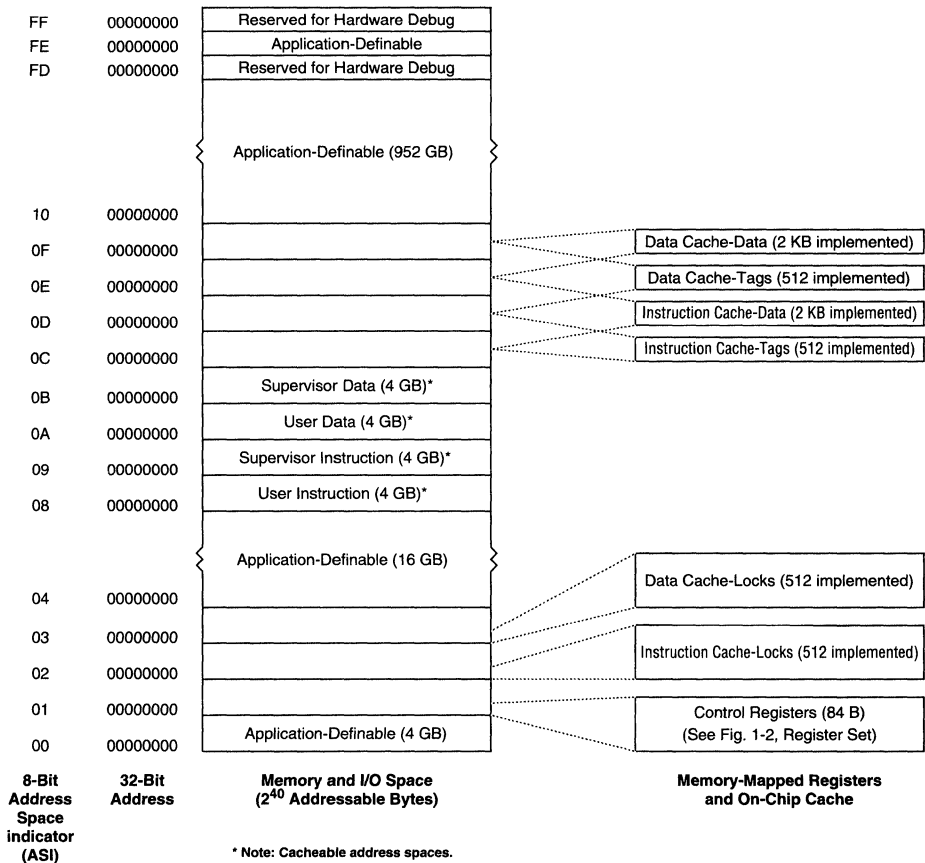 FF 00000000 Reserved for Hardware Debug
FE 00000000 Application-Definable
FD 00000000 Reserved for Hardware Debug
Application-Definable (952 GB)
10 00000000
0F 00000000 Data Cache-Data (2 KB implemented)
0E 00000000 Data Cache-Tags (512 implemented)
0D 00000000 Instruction Cache-Data (2 KB implemented)
0C 00000000 Instruction Cache-Tags (512 implemented)
0B 00000000 Supervisor Data (4 GB)*
0A 00000000 User Data (4 GB)*
09 00000000 Supervisor Instruction (4 GB)*
08 00000000 User Instruction (4 GB)*
Application-Definable (16 GB)
Data Cache-Locks (512 implemented)
04 00000000
03 00000000
Instruction Cache-Locks (512 implemented)
02 00000000
01 00000000 Control Registers (84 B)
(See Fig. 1-2, Register Set)
00 00000000 Application-Definable (4 GB)
8-Bit
Address
Space
indicator
(ASI)
32-Bit
Address
Memory and I/O Space
(2^40 Addressable Bytes)
Memory-Mapped Registers
and On-Chip Cache
* Note: Cacheable address spaces.